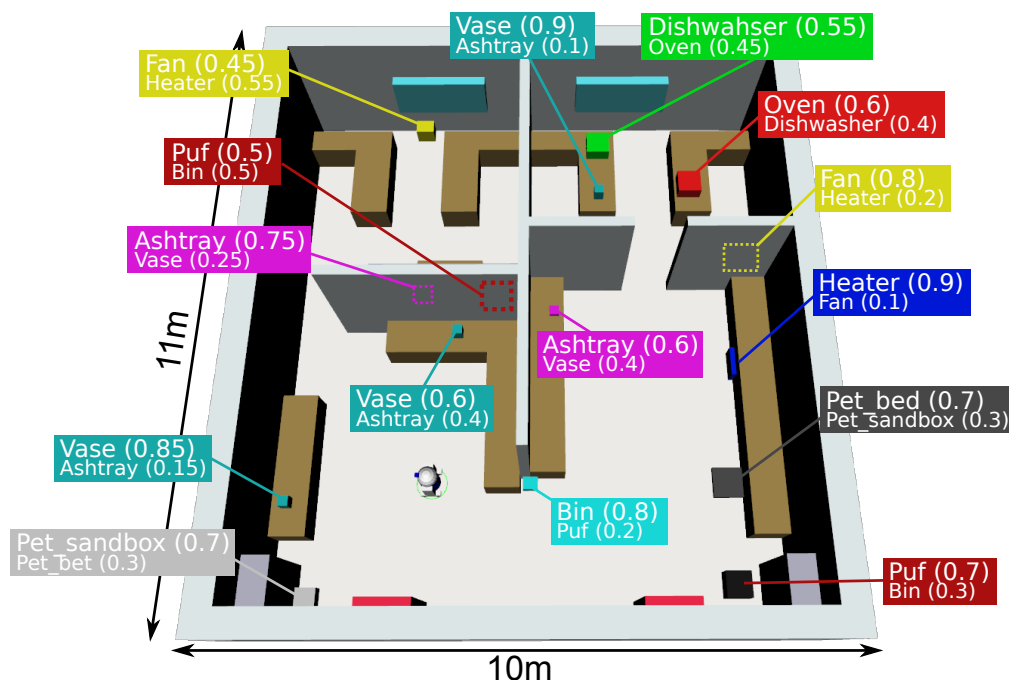 Vase (0.9)
Ashtray (0.1)
Dishwahser (0.55)
Oven (0.45)
Fan (0.45)
Heater (0.55)
Oven (0.6)
Dishwasher (0.4)
Puf (0.5)
Bin (0.5)
Fan (0.8)
Heater (0.2)
Ashtray (0.75)
Vase (0.25)
Heater (0.9)
Fan (0.1)
11m
Ashtray (0.6)
Vase (0.4)
Vase (0.6)
Ashtray (0.4)
Pet_bed (0.7)
Pet_sandbox (0.3)
Vase (0.85)
Ashtray (0.15)
Bin (0.8)
Puf (0.2)
Pet_sandbox (0.7)
Pet_bet (0.3)
Puf (0.7)
Bin (0.3)
10m